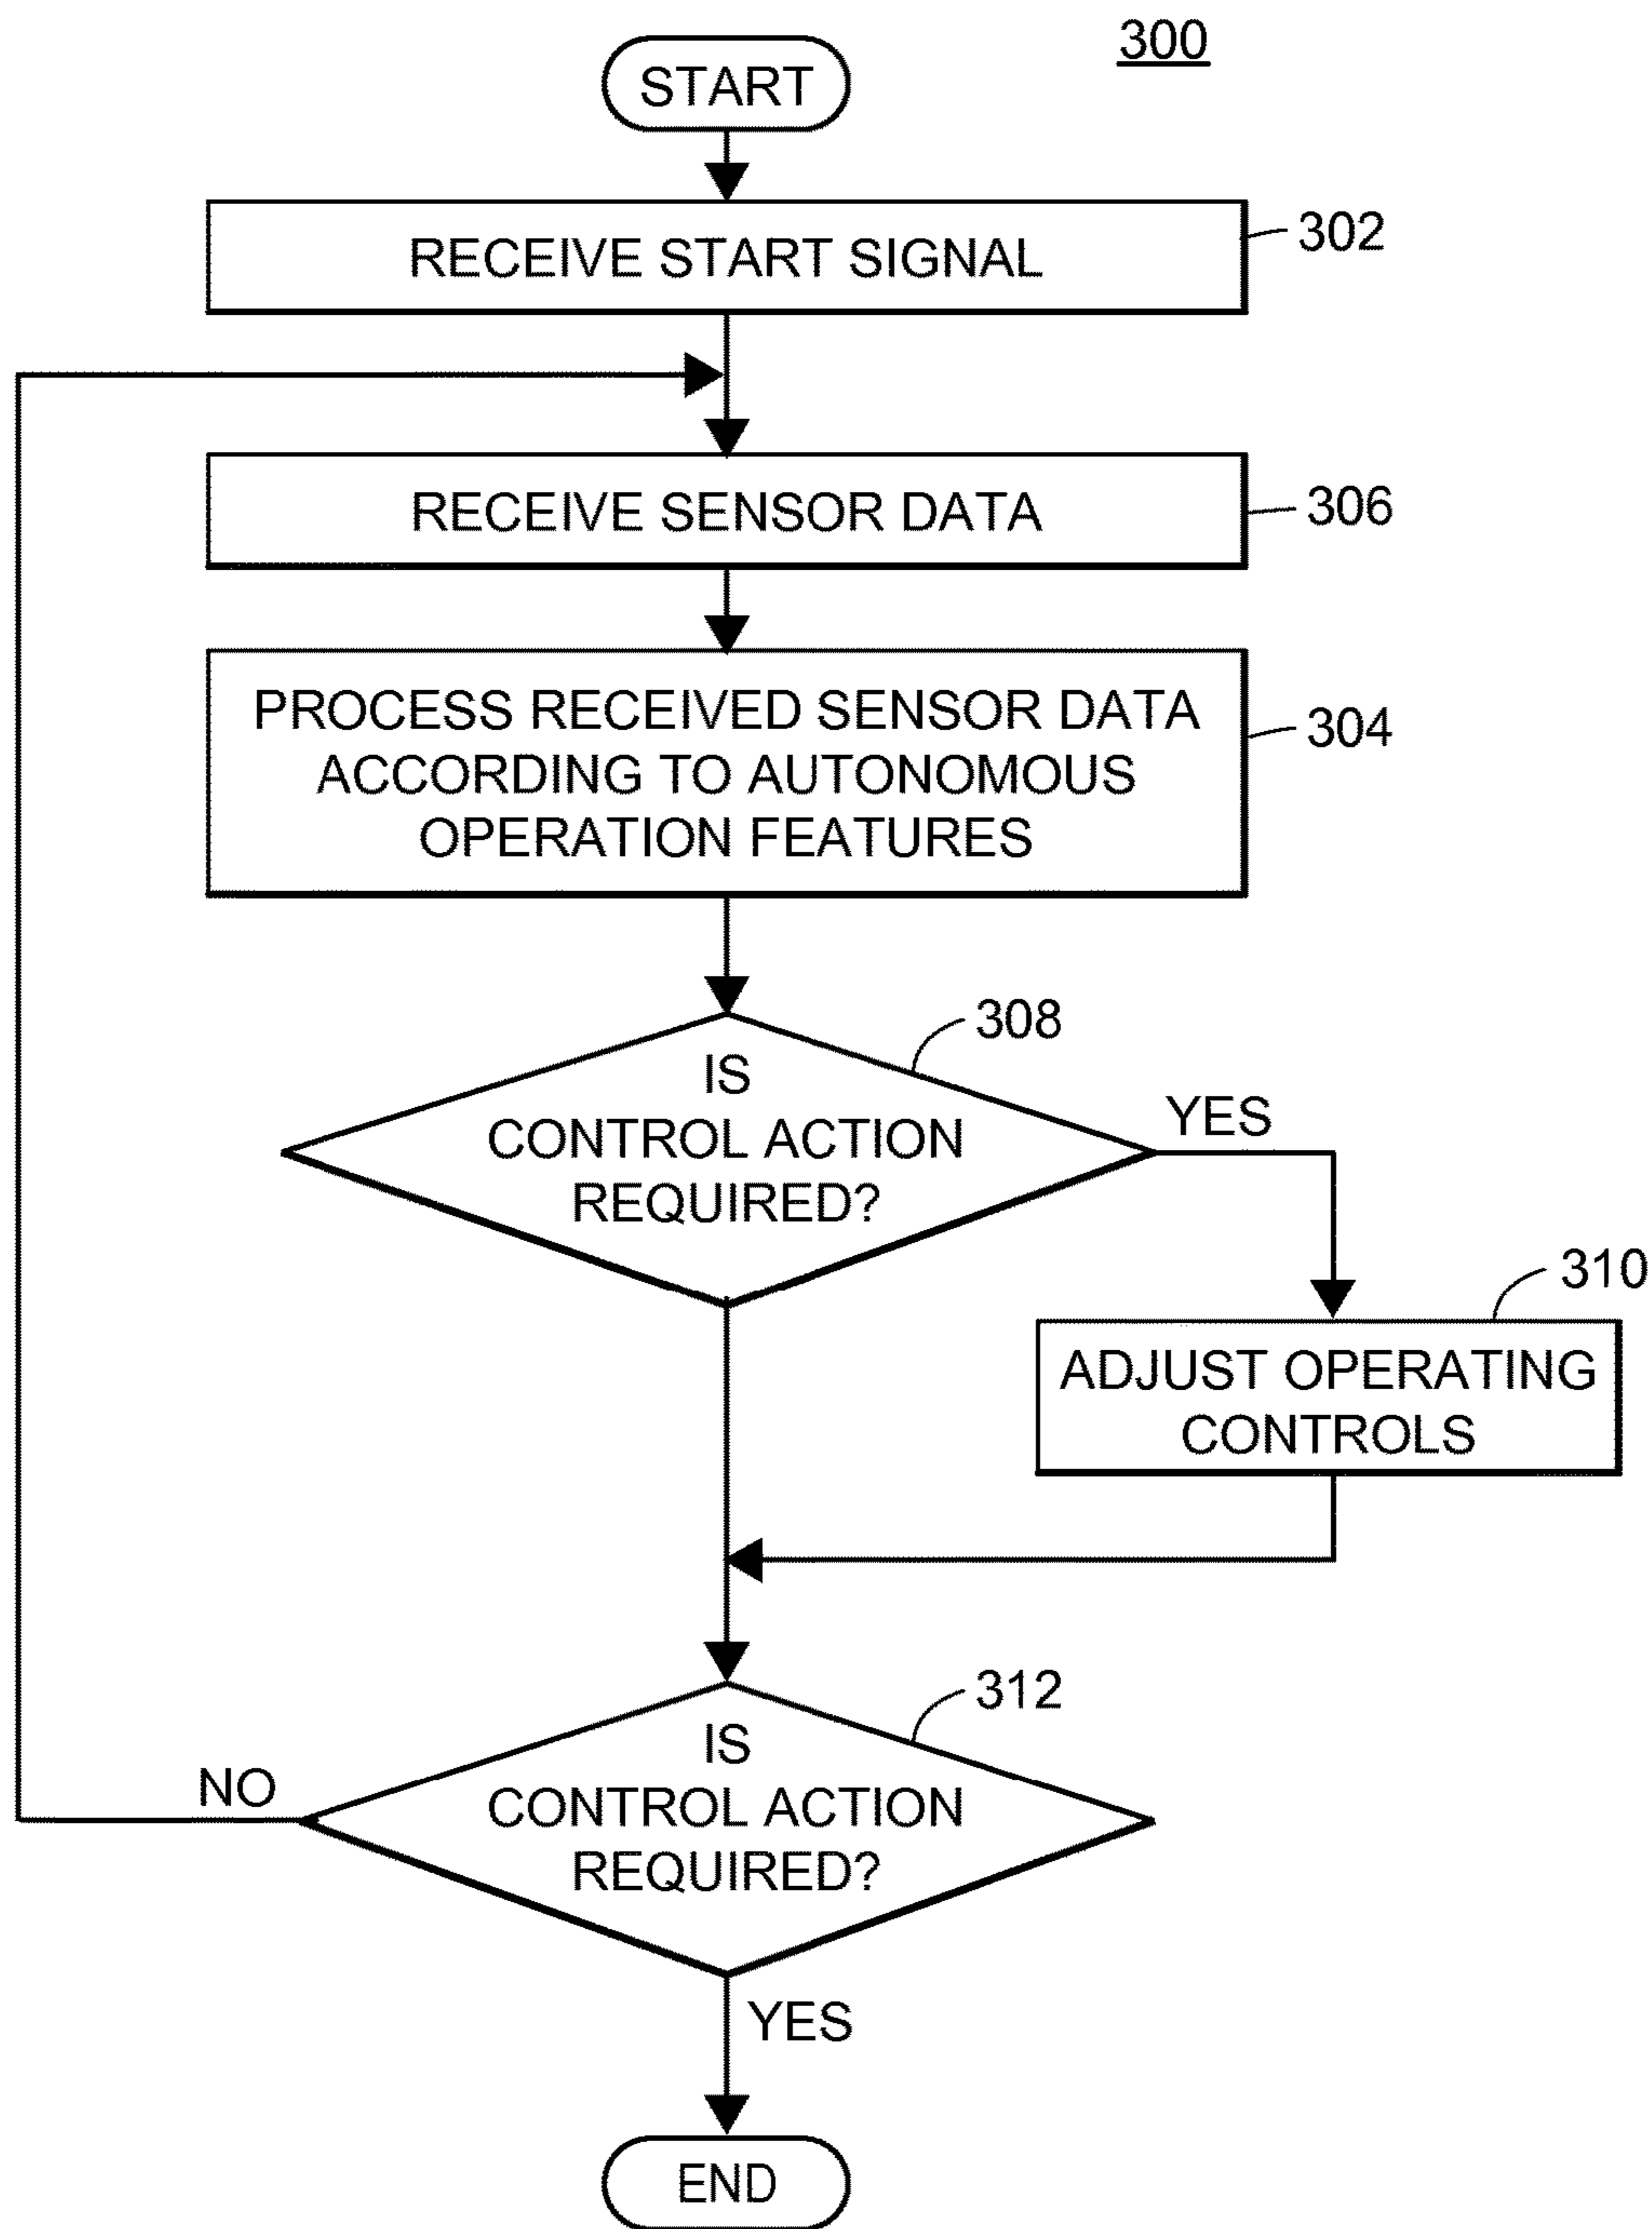 300
START
RECEIVE START SIGNAL
302
RECEIVE SENSOR DATA
306
PROCESS RECEIVED SENSOR DATA
ACCORDING TO AUTONOMOUS
OPERATION FEATURES
304
308
IS
CONTROL ACTION
REQUIRED?
YES
310
ADJUST OPERATING
CONTROLS
312
IS
CONTROL ACTION
REQUIRED?
NO
YES
END